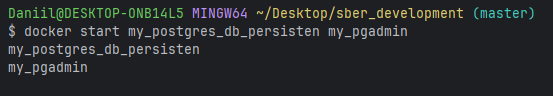 Daniil@DESKTOP-ONB14L5 MINGW64 ~/Desktop/sber_development (master)
$ docker start my_postgres_db_persisten my_pgadmin
my_postgres_db_persisten
my_pgadmin